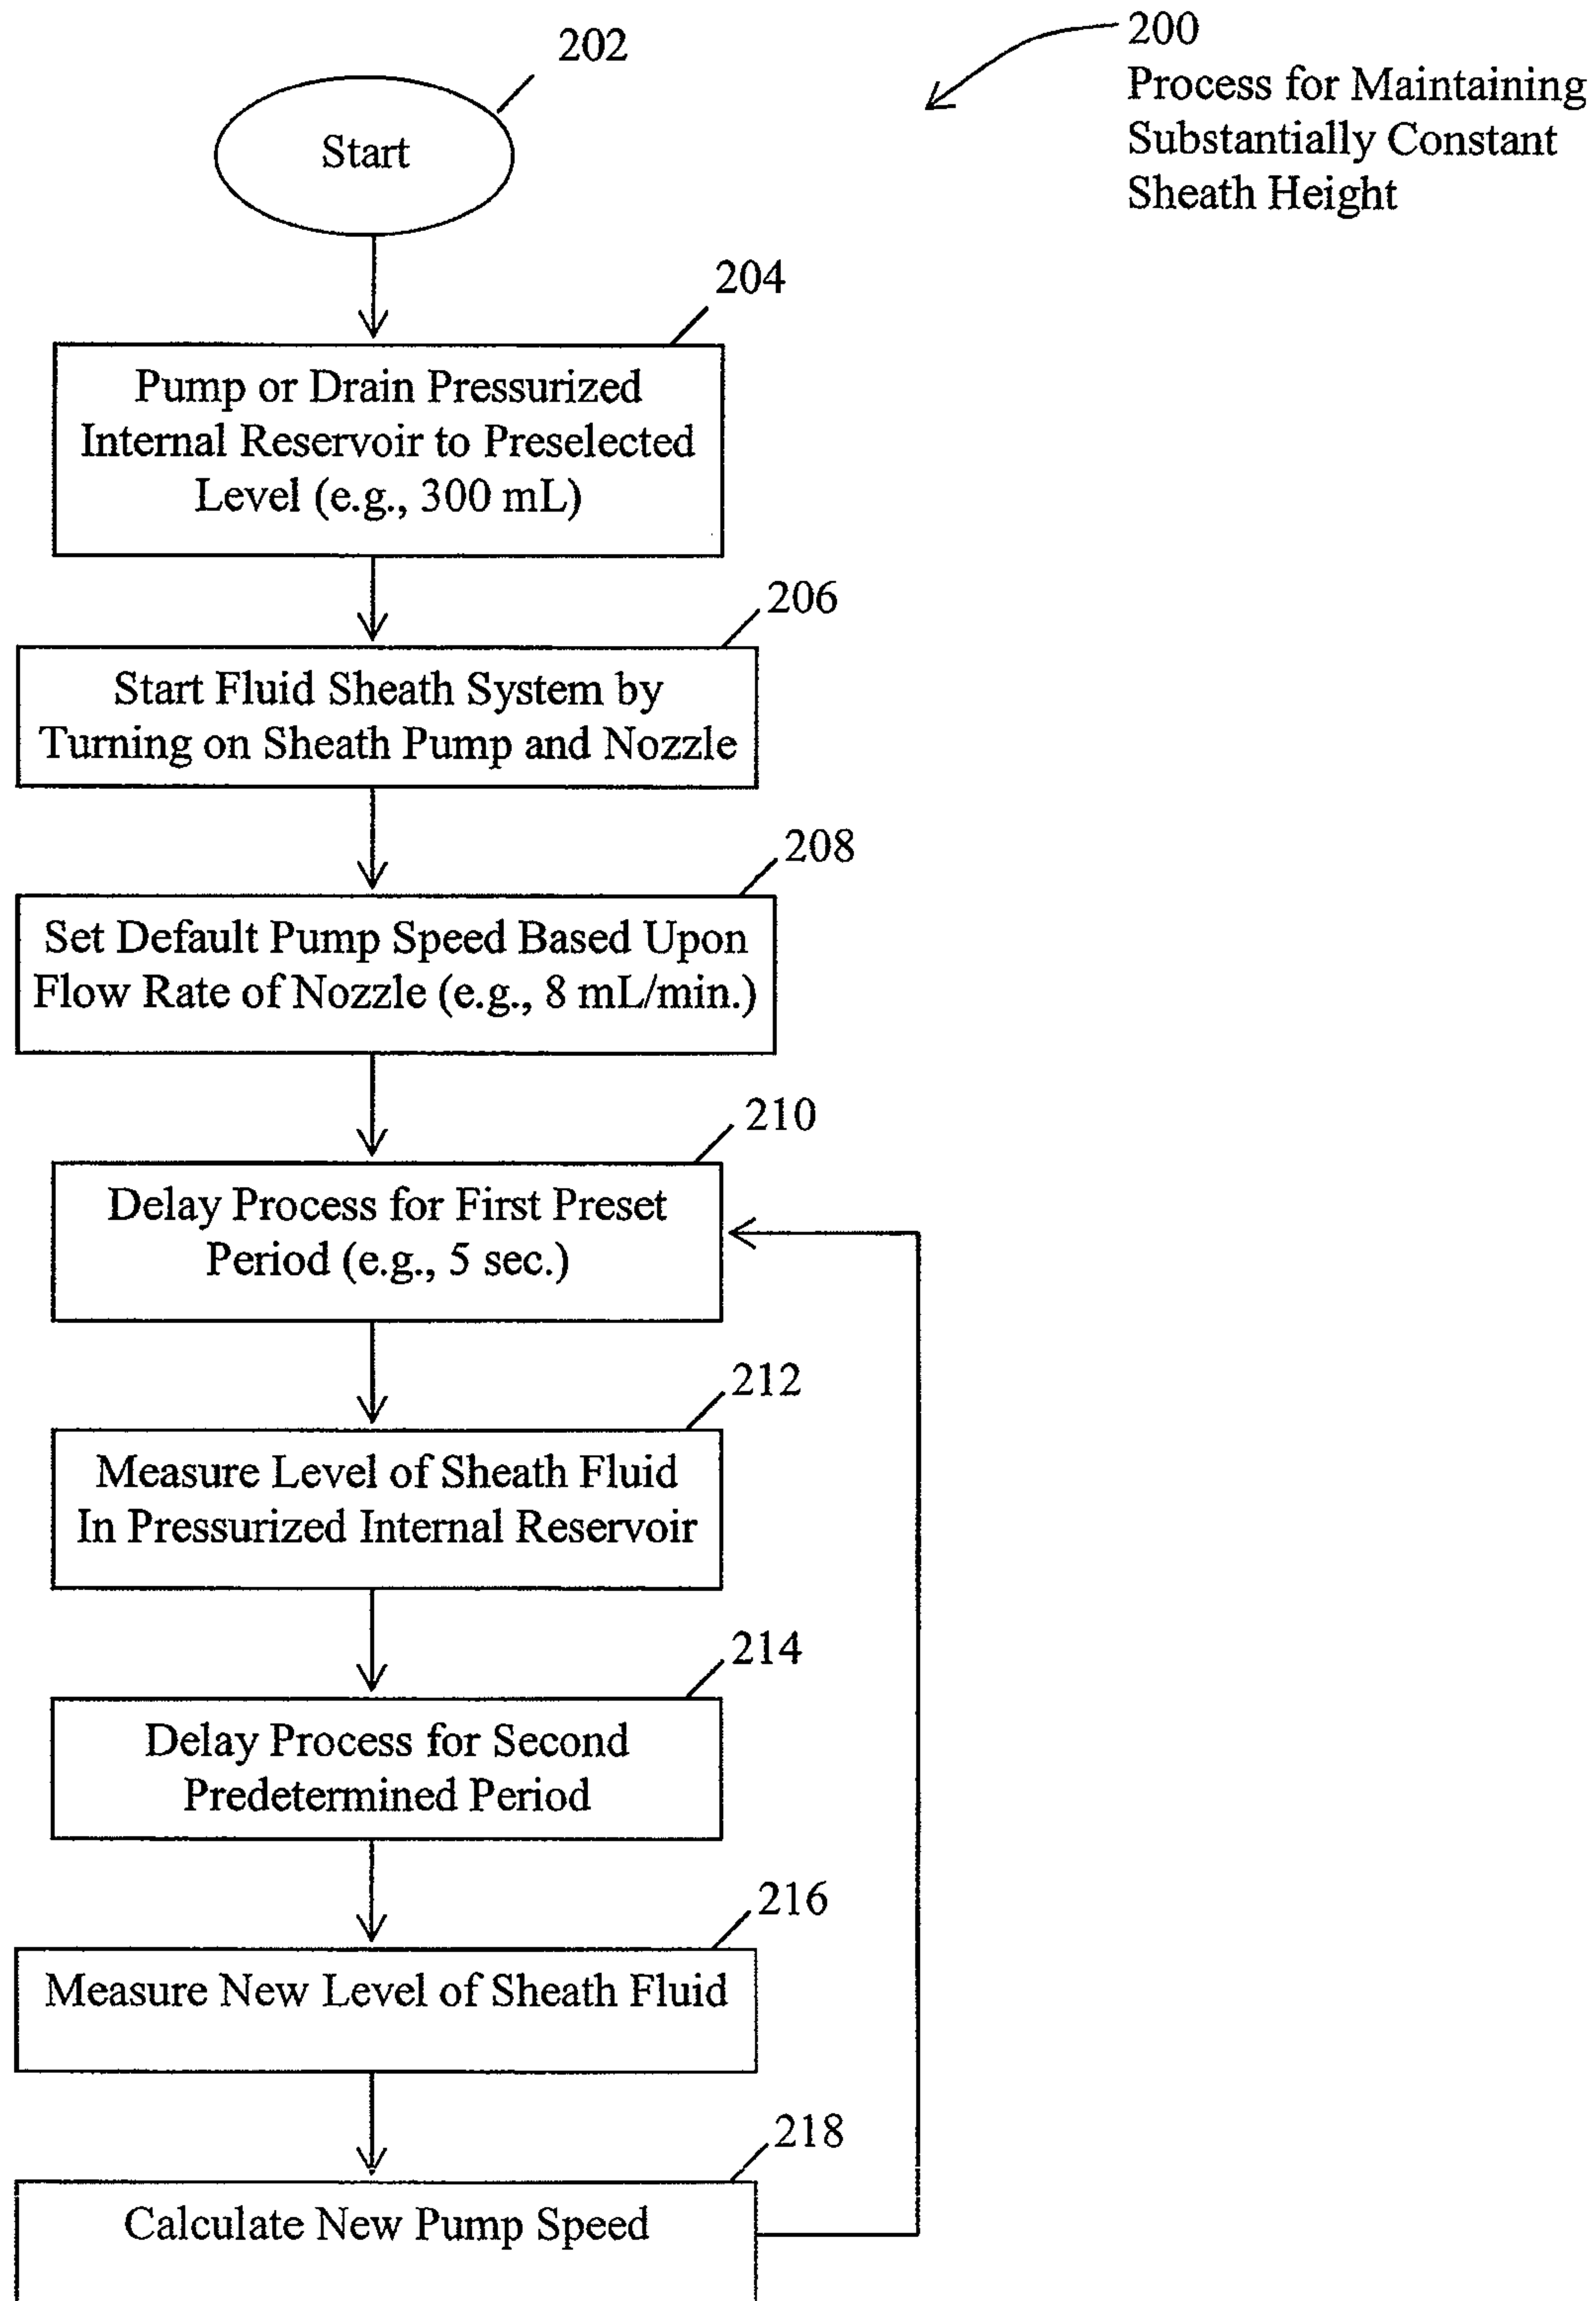 202
Start
200
Process for Maintaining
Substantially Constant
Sheath Height
204
Pump or Drain Pressurized
Internal Reservoir to Preselected
Level (e.g., 300 mL)
206
Start Fluid Sheath System by
Turning on Sheath Pump and Nozzle
208
Set Default Pump Speed Based Upon
Flow Rate of Nozzle (e.g., 8 mL/min.)
210
Delay Process for First Preset
Period (e.g., 5 sec.)
212
Measure Level of Sheath Fluid
In Pressurized Internal Reservoir
214
Delay Process for Second
Predetermined Period
216
Measure New Level of Sheath Fluid
218
Calculate New Pump Speed